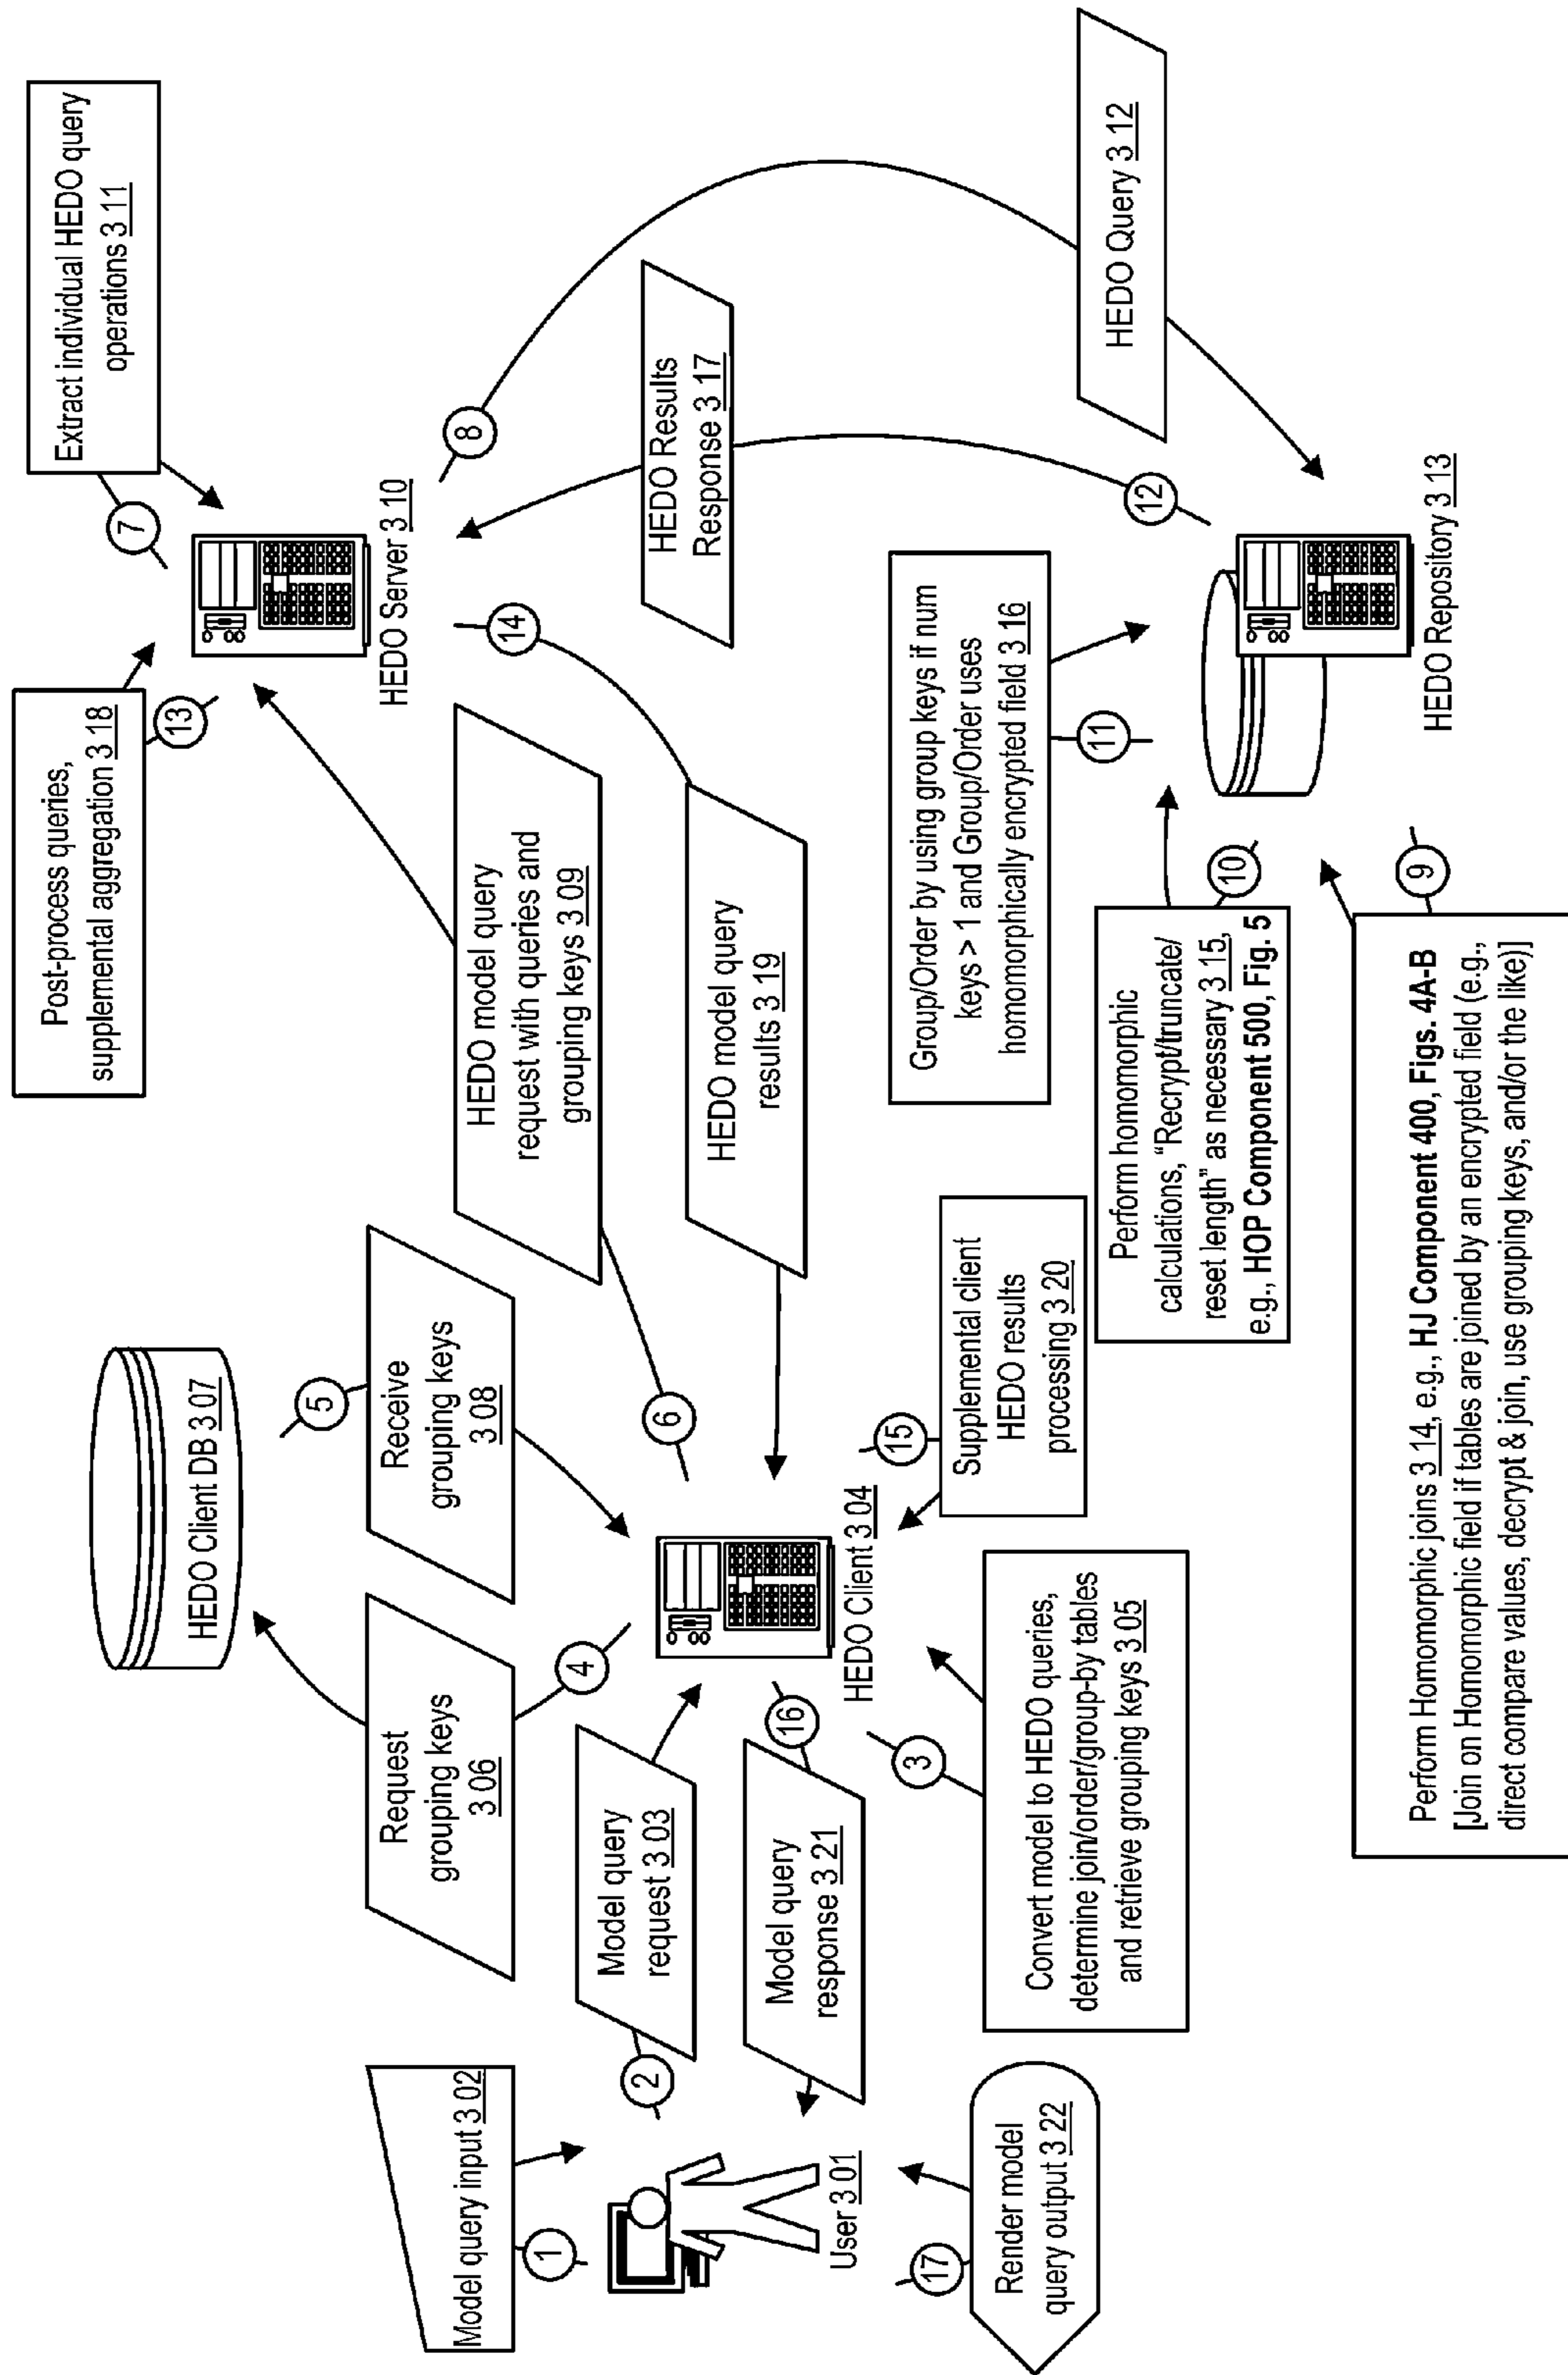 Model query input 3 02
1
User 3 01
17
Render model
query output 3 22
2
Model query
request 3 03
Model query
response 3 21
16
3
Convert model to HEDO queries,
determine join/order/group-by tables
and retrieve grouping keys 3 05
Request
grouping keys
3 06
4
HEDO Client DB 3 07
5
Receive
grouping keys
3 08
HEDO Client 3 04
6
15
Supplemental client
HEDO results
processing 3 20
HEDO model query
request with queries and
grouping keys 3 09
HEDO model query
results 3 19
14
Post-process queries,
supplemental aggregation 3 18
13
HEDO Server 3 10
7
Extract individual HEDO query
operations 3 11
8
HEDO Results
Response 3 17
12
HEDO Query 3 12
HEDO Repository 3 13
Group/Order by using group keys if num
keys > 1 and Group/Order uses
homomorphically encrypted field 3 16
11
Perform homomorphic
calculations, "Recrypt/truncate/
reset length" as necessary 3 15,
e.g., HOP Component 500, Fig. 5
10
9
Perform Homomorphic joins 3 14, e.g., HJ Component 400, Figs. 4A-B
[Join on Homomorphic field if tables are joined by an encrypted field (e.g.,
direct compare values, decrypt & join, use grouping keys, and/or the like)]